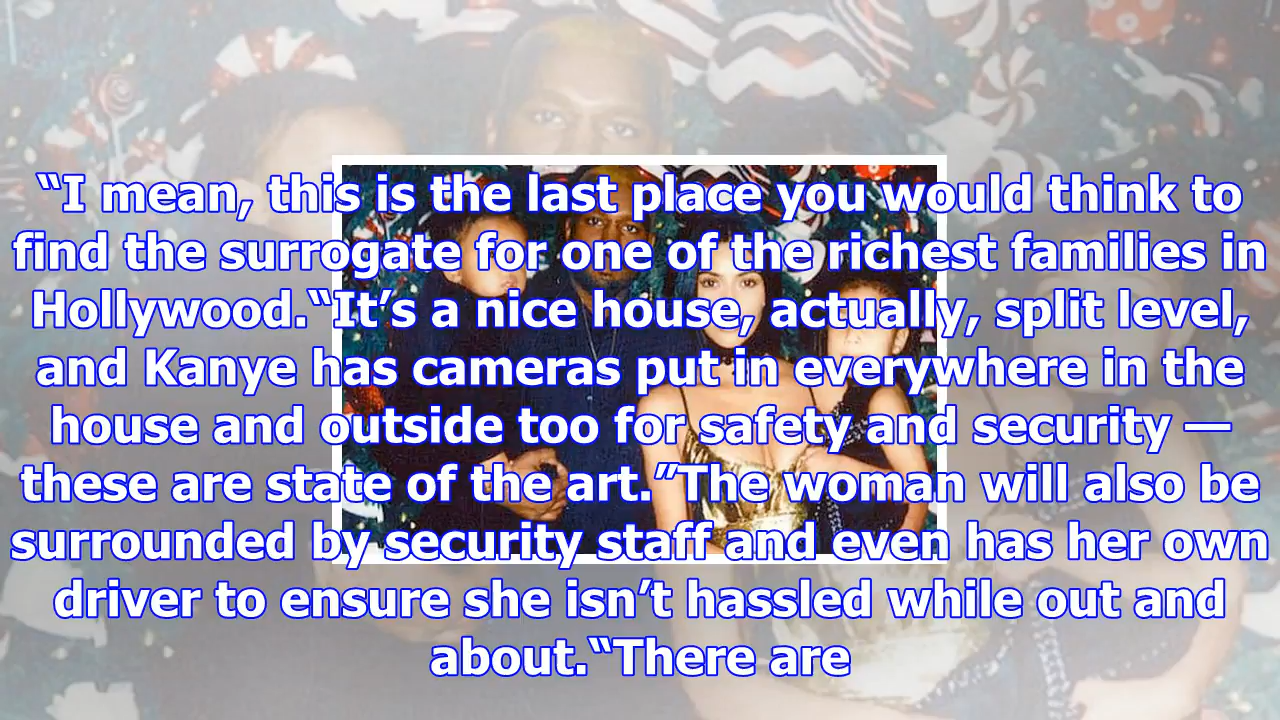 “I mean, this is the last place you would think to
find the surrogate for one of the richest families in
Hollywood.“It’s a nice house, actually, split level,
and Kanye has cameras put in everywhere in the
house and outside too for safety and security —
these are state of the art.”The woman will also be
surrounded by security staff and even has her own
driver to ensure she isn’t hassled while out and
about.“There are